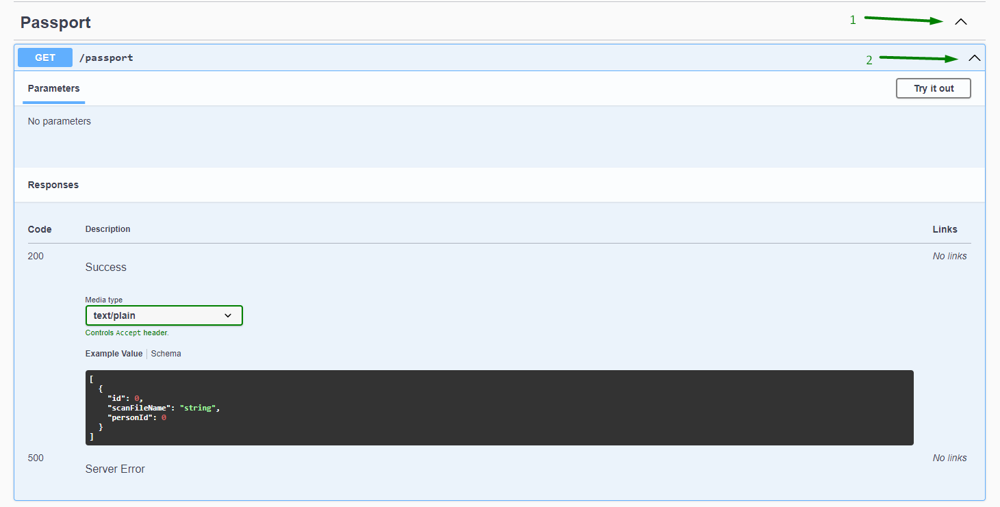 Passport 1
GET /passport 2
Parameters Try it out
No parameters
Responses
Code Description Links
200 Success No links
Media type
text/plain
Controls Accept header.
Example Value Schema
[
  {
    "id": 0,
    "scanFileName": "string",
    "personId": 0
  }
]
500 Server Error No links